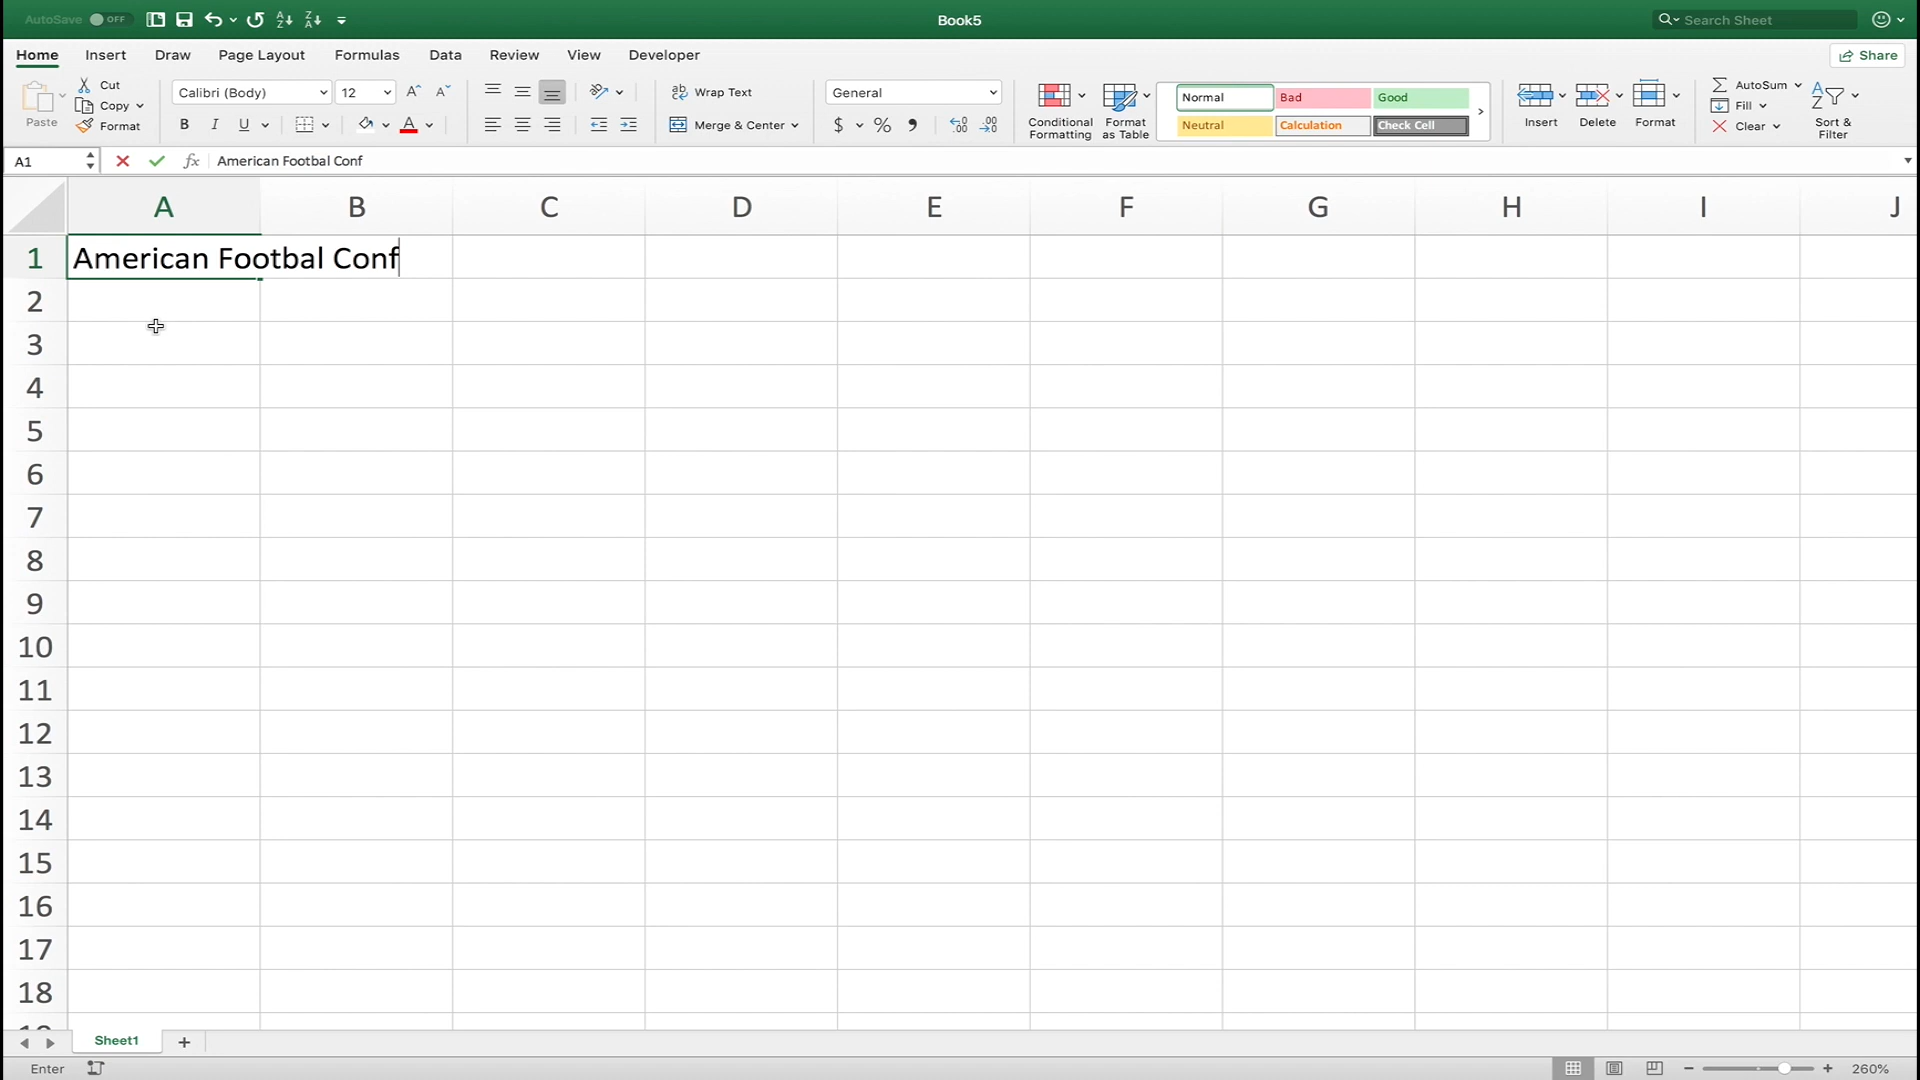 AutoSave OFF Book5 Search Sheet
Home Insert Draw Page Layout Formulas Data Review View Developer Share
Paste Cut Copy Format
Calibri (Body) 12 A A
B I U A
ab Wrap Text
Merge & Center
General
$ % , .00 .00
Conditional Formatting
Format as Table
Normal Bad Good
Neutral Calculation Check Cell
Insert Delete Format
AutoSum
Fill
Clear
Sort & Filter
A1 fx American Footbal Conf
A B C D E F G H I J
1 American Footbal Conf
2
3
4
5
6
7
8
9
10
11
12
13
14
15
16
17
18
Sheet1
Enter 260%